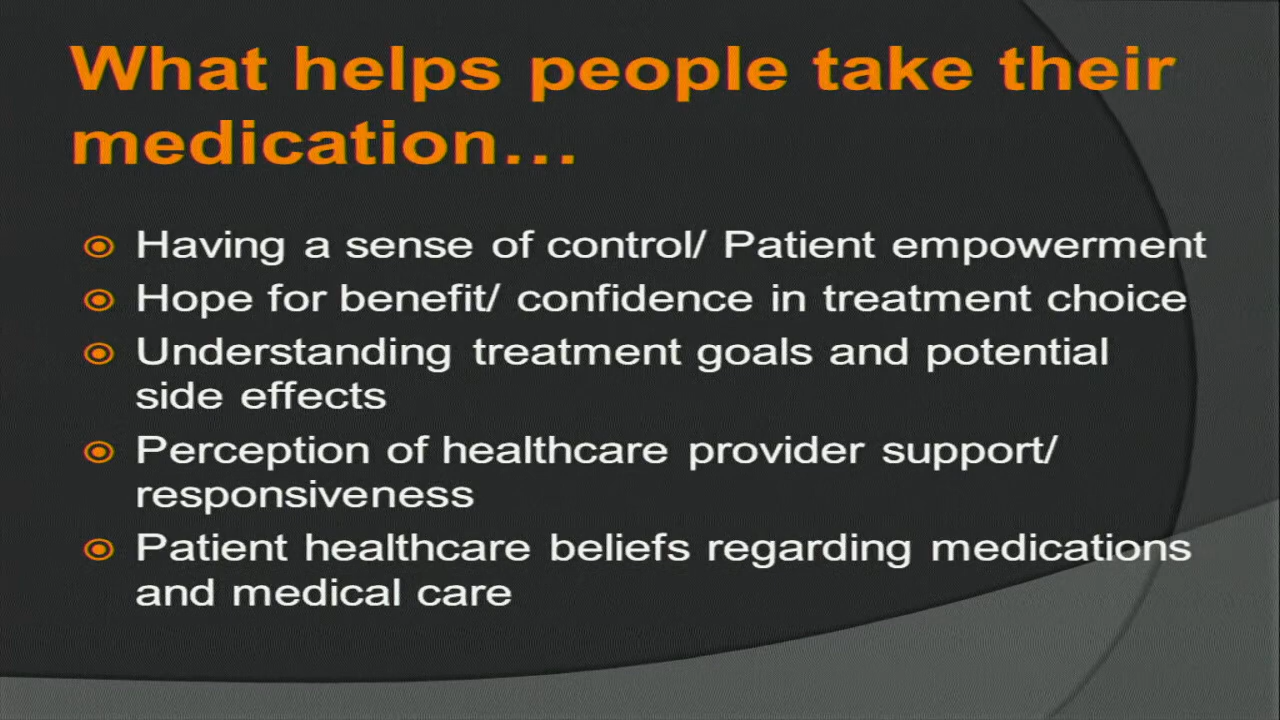 What helps people take their
medication…
Having a sense of control/ Patient empowerment
Hope for benefit/ confidence in treatment choice
Understanding treatment goals and potential
side effects
Perception of healthcare provider support/
responsiveness
Patient healthcare beliefs regarding medications
and medical care